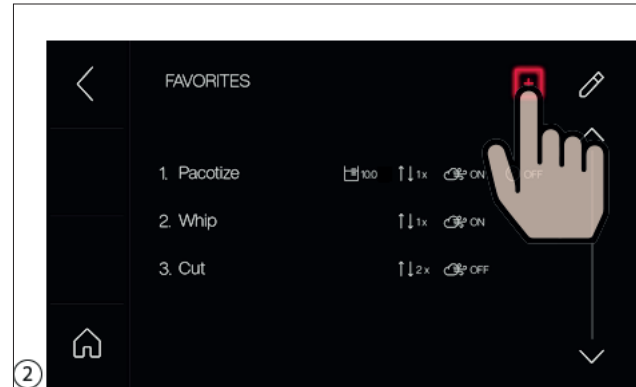 FAVORITES
1. Pacotize 100 1x ON OFF
2. Whip 1x ON
3. Cut 2x OFF
2